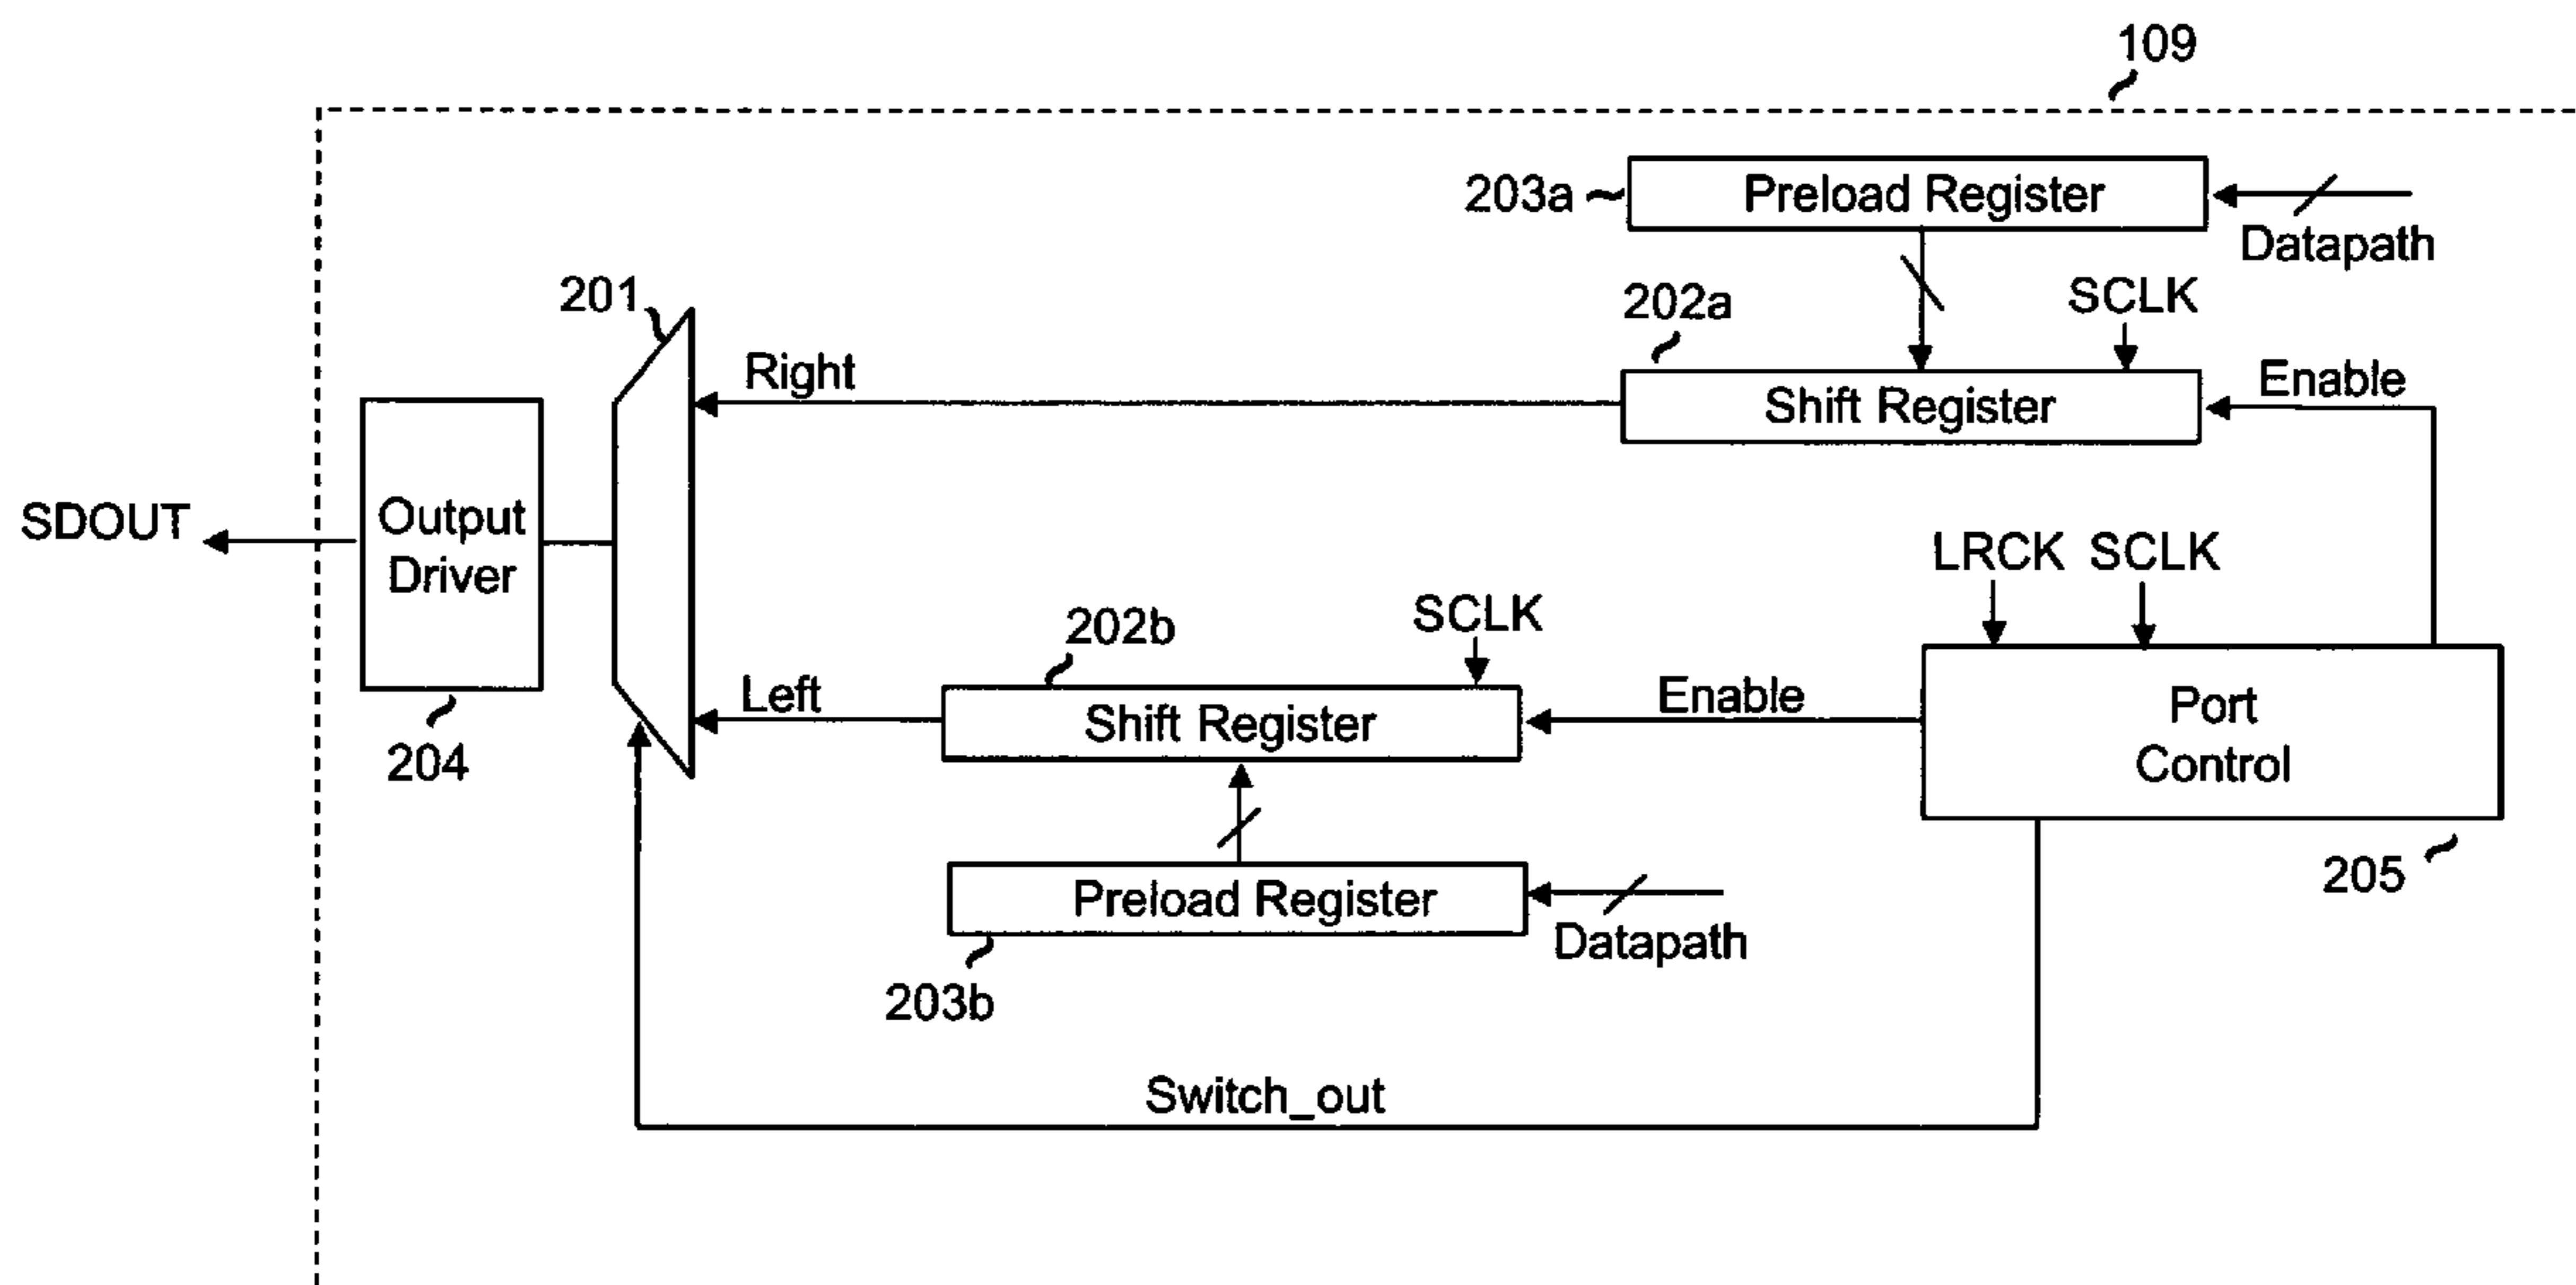 109
203a
Preload Register
Datapath
201
202a
SCLK
Right
Shift Register
Enable
SDOUT
Output
Driver
204
LRCK
SCLK
202b
SCLK
Left
Shift Register
Enable
Port
Control
205
Preload Register
Datapath
203b
Switch_out